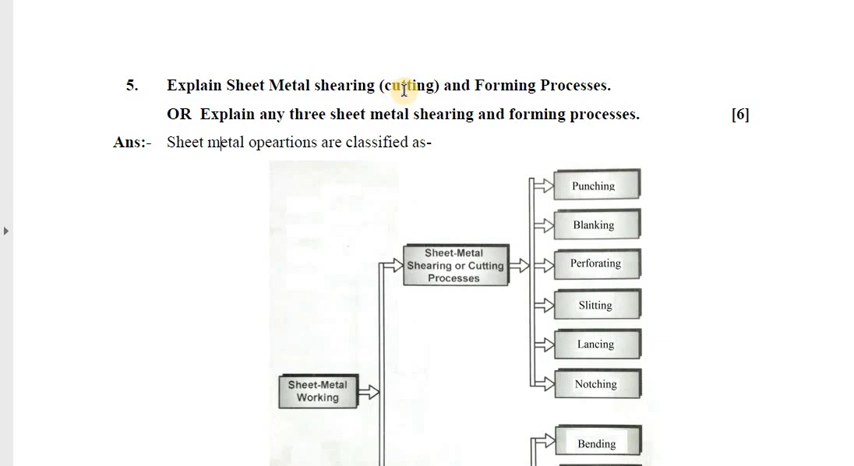 5. Explain Sheet Metal shearing (cutting) and Forming Processes.
OR Explain any three sheet metal shearing and forming processes. [6]
Ans:- Sheet metal opeartions are classified as-
Punching
Blanking
Sheet-Metal
Shearing or Cutting
Processes
Perforating
Slitting
Lancing
Notching
Sheet-Metal
Working
Bending